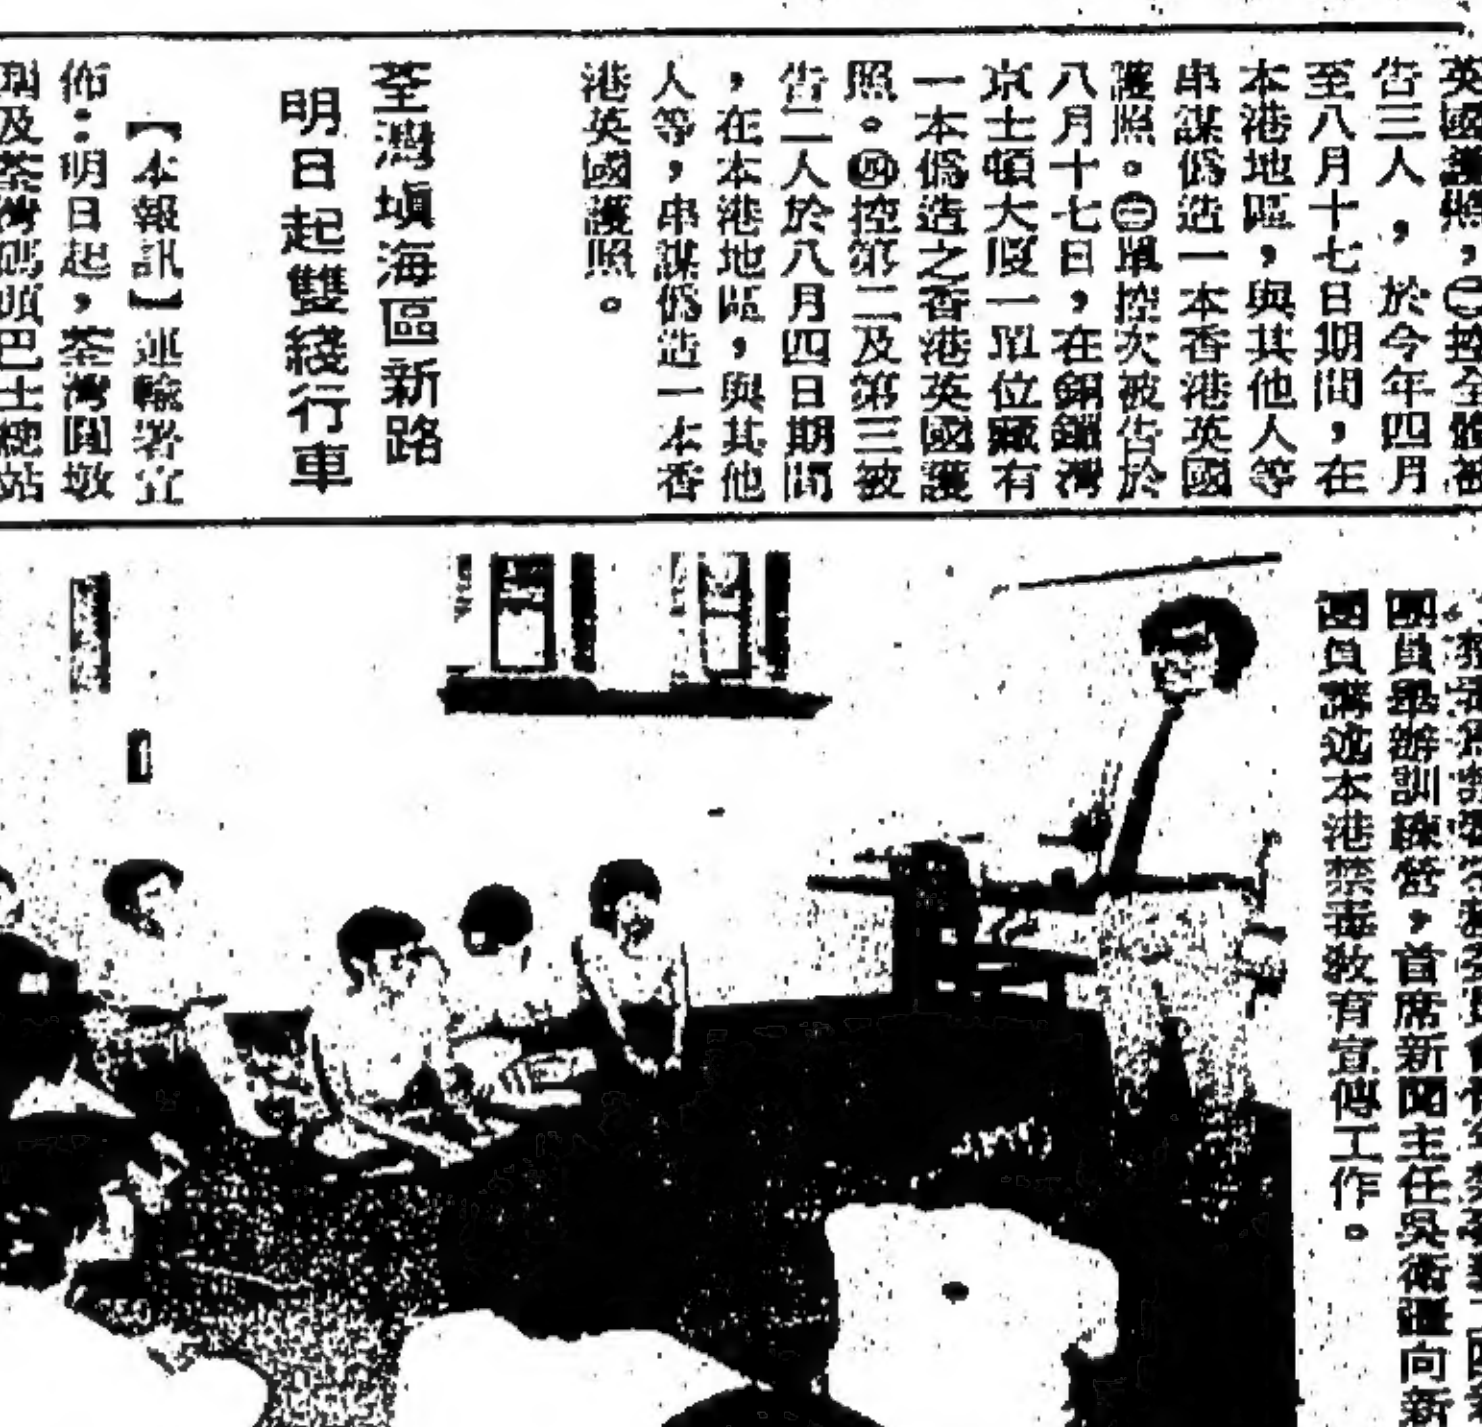 英國護照,㊁控全體被
告三人,於今年四月
至八月十七日期間,在
本港地區,與其他人等
串謀偽造一本香港英國
護照。㊂單控次被告於
八月十七日,在銅鑼灣
京士頓大廈一單位藏有
一本偽造之香港英國護
照。㊃控第二及第三被
告二人於八月四日期間
,在本港地區,與其他
人等,串謀偽造一本香
港英國護照。
荃灣塡海區新路
明日起雙綫行車
【本報訊】運輸署宣
佈:明日起,荃灣圓墩
及荃灣碼頭巴士總站
團員舉辦訓練營,首席新聞主任吳衛疆向新
團員講述本港禁毒敎育宣傳工作。